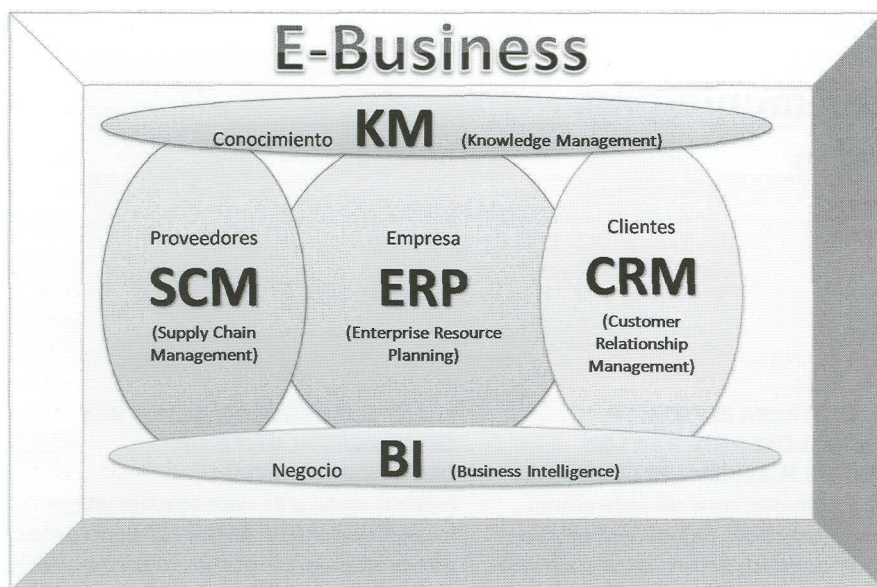 E-Business
Conocimiento KM (Knowledge Management)
Proveedores
SCM
(Supply Chain
Management)
Empresa
ERP
(Enterprise Resource
Planning)
Clientes
CRM
(Customer
Relationship
Management)
Negocio BI (Business Intelligence)